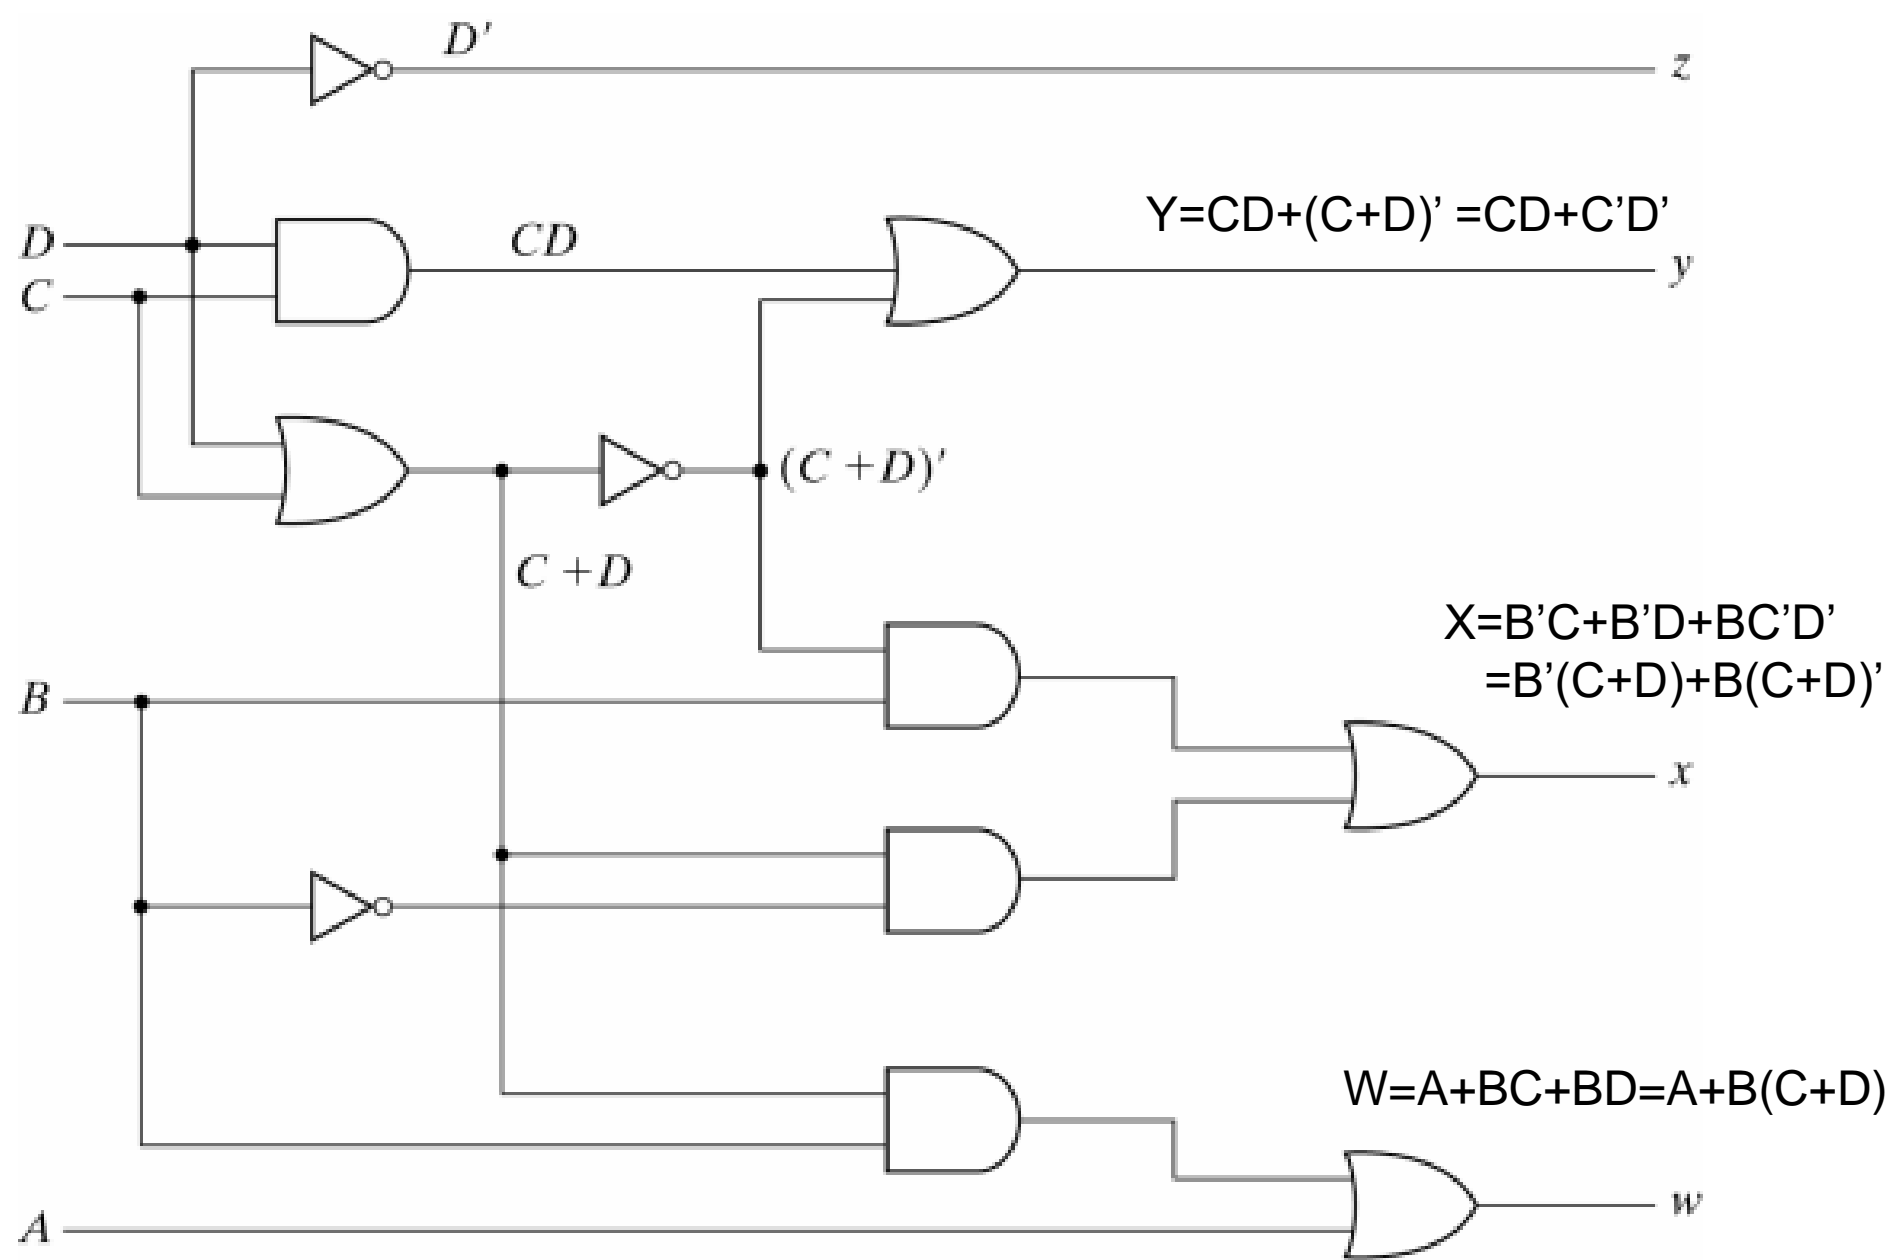 D′
z
Y=CD+(C+D)’ =CD+C’D’
D
CD
y
C
(C +D)′
C +D
X=B’C+B’D+BC’D’
=B’(C+D)+B(C+D)’
B
x
W=A+BC+BD=A+B(C+D)
w
A